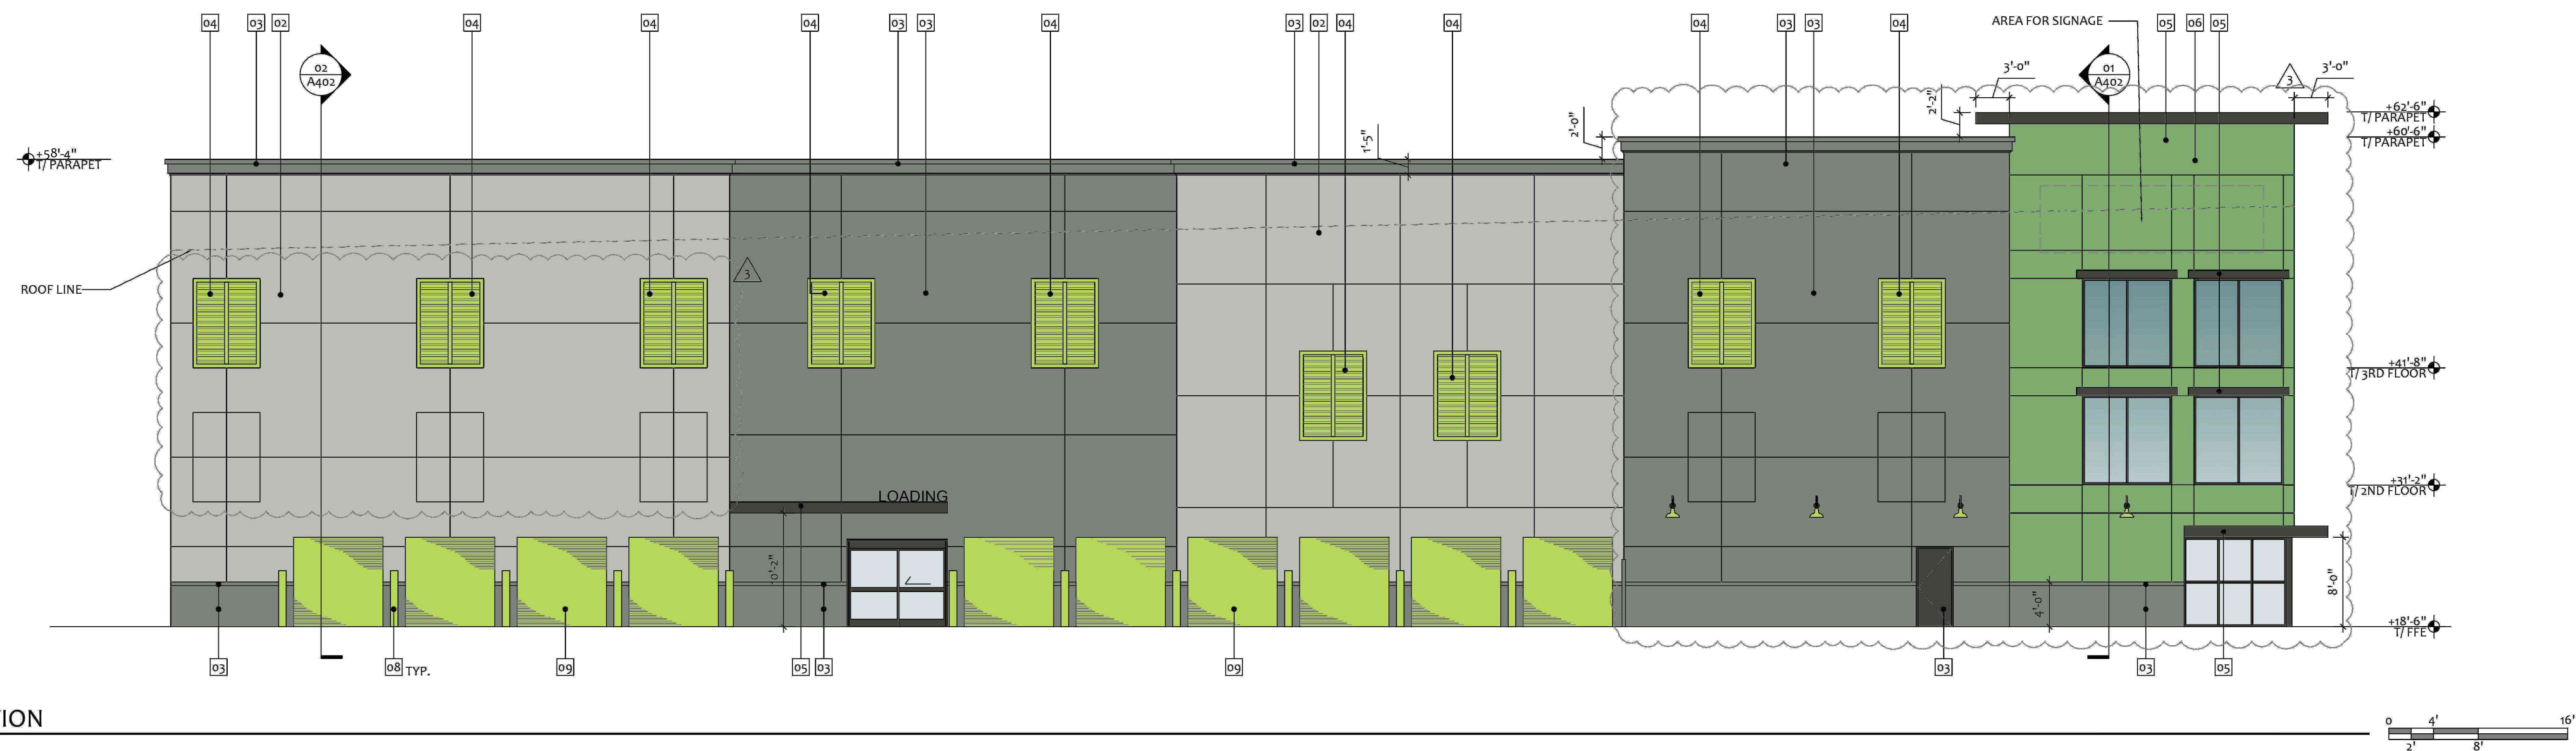 04 03 02 04 04 04 03 03 04 03 02 04 04 04 03 03 04 AREA FOR SIGNAGE 05 06 05
02
A402
01
A402
3'-0"
3
3'-0"
2'-2"
2'-0"
1'-5"
+62'-6"
T/ PARAPET
+60'-6"
T/ PARAPET
+58'-4"
T/ PARAPET
ROOF LINE
3
+41'-8"
T/ 3RD FLOOR
+31'-2"
T/ 2ND FLOOR
LOADING
10'-2"
4'-0"
8'-0"
+18'-6"
T/ FFE
03 08 TYP. 09 05 03 09 03 03 05
TION
0 4' 16'
2' 8'